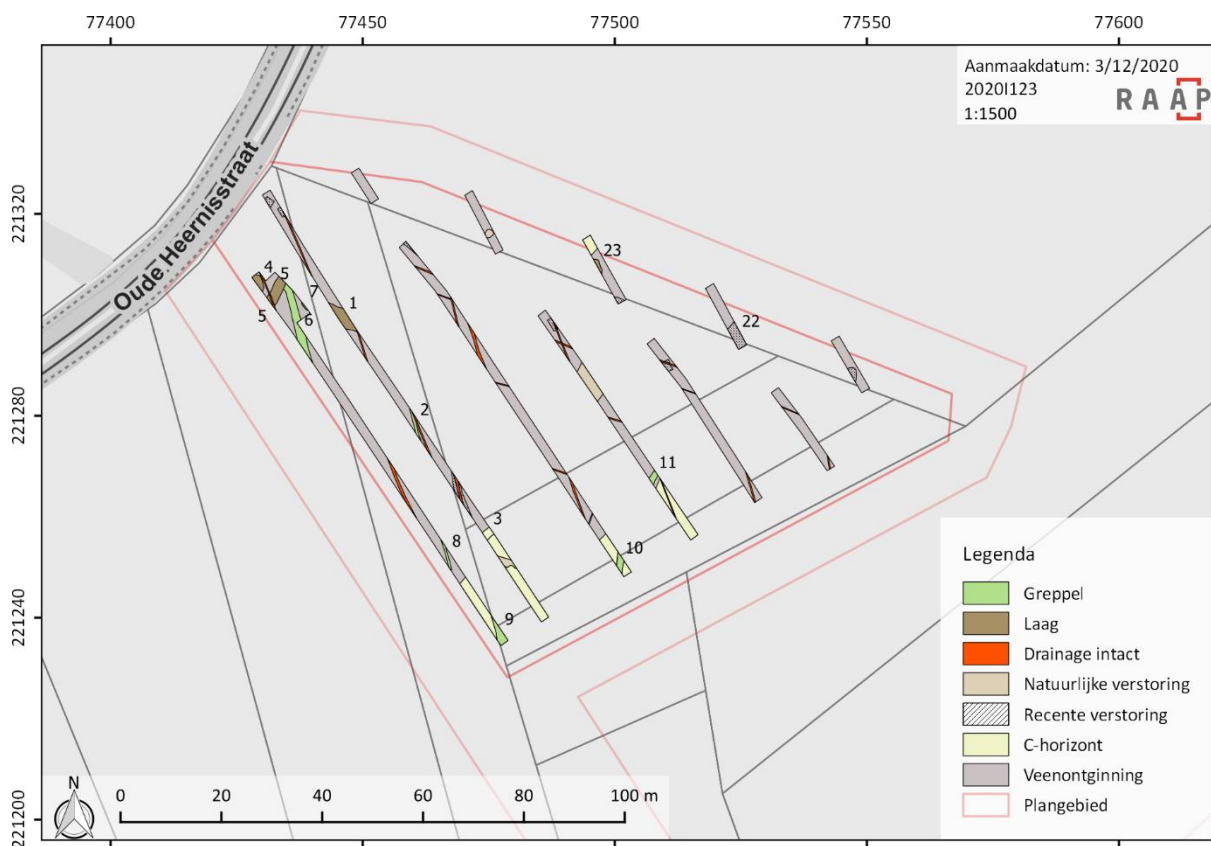 77400 77450 77500 77550 77600
Aanmaakdatum: 3/12/2020
2020I123
1:1500
RAAP
Oude Heernisstraat
221320
221280
221240
221200
4
5
5
6
7
1
2
3
8
9
10
11
23
22
Legenda
Greppel
Laag
Drainage intact
Natuurlijke verstoring
Recente verstoring
C-horizont
Veenontginning
Plangebied
N
0 20 40 60 80 100 m